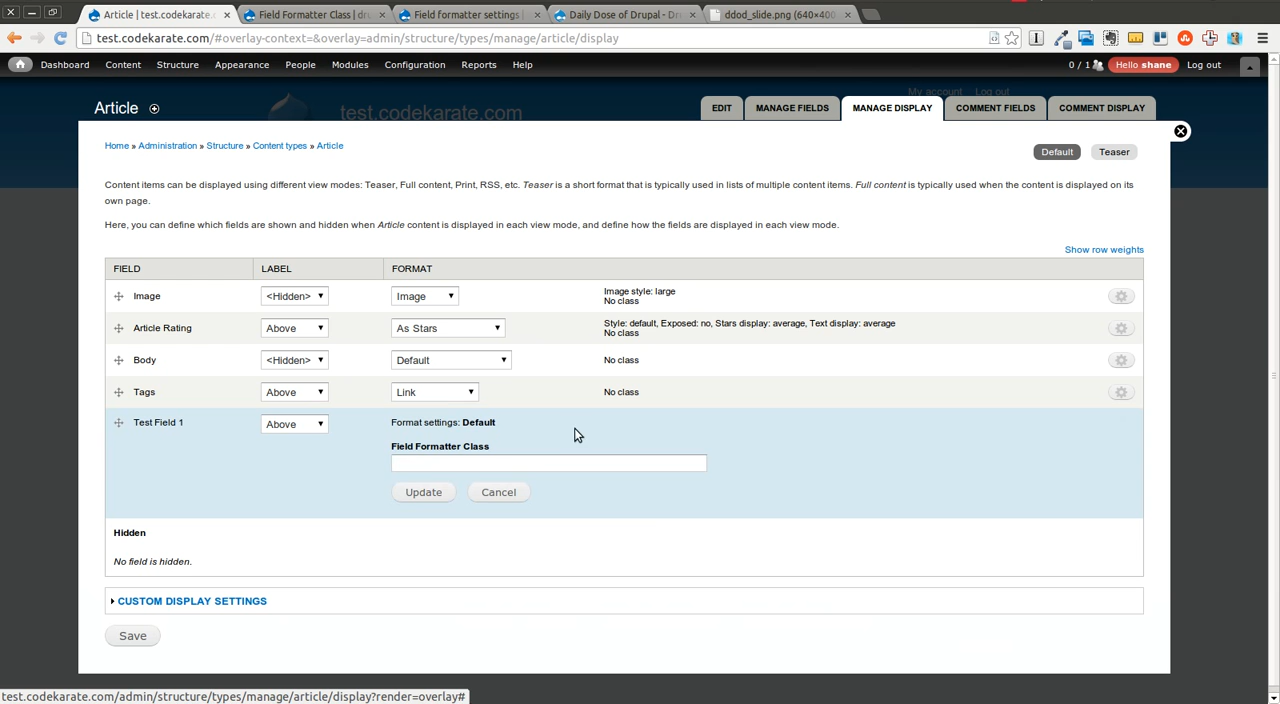 Article | test.codekarate.c
Field Formatter Class | dr
Field formatter settings |
Daily Dose of Drupal - Dr
ddod_slide.png (640×400
test.codekarate.com/#overlay-context=&overlay=admin/structure/types/manage/article/display
Dashboard Content Structure Appearance People Modules Configuration Reports Help
0 / 1 Hello shane Log out
My account Log out
Article
test.codekarate.com
EDIT MANAGE FIELDS MANAGE DISPLAY COMMENT FIELDS COMMENT DISPLAY
Home » Administration » Structure » Content types » Article
Default Teaser
Content items can be displayed using different view modes: Teaser, Full content, Print, RSS, etc. Teaser is a short format that is typically used in lists of multiple content items. Full content is typically used when the content is displayed on its
own page.
Here, you can define which fields are shown and hidden when Article content is displayed in each view mode, and define how the fields are displayed in each view mode.
Show row weights
FIELD LABEL FORMAT
Image <Hidden> Image Image style: large
No class
Article Rating Above As Stars Style: default, Exposed: no, Stars display: average, Text display: average
No class
Body <Hidden> Default No class
Tags Above Link No class
Test Field 1 Above Format settings: Default
Field Formatter Class
Update Cancel
Hidden
No field is hidden.
CUSTOM DISPLAY SETTINGS
Save
test.codekarate.com/admin/structure/types/manage/article/display?render=overlay#